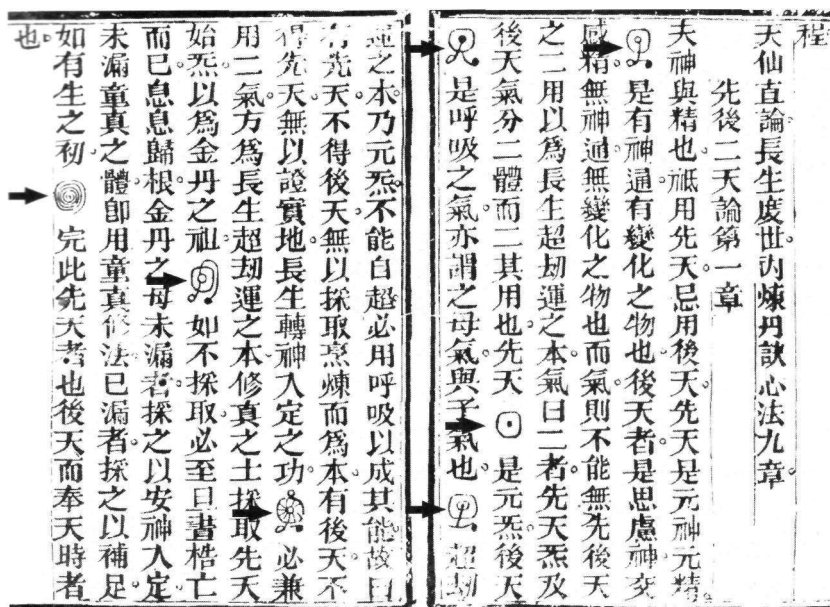 程
天仙直論長生度世內煉丹訣心法九章。
先後二天論第一章
夫神與精也。祗用先天。忌用後天。先天是元神元精。
是有神通有變化之物也。後天者。是思慮神交
感精。無神通無變化之物也。而氣則不能無先後天
之二用。以爲長生超劫運之本。氣曰二者。先天炁及
後天氣。分二體而二其用也。先天 是元炁。後天
是呼吸之氣。亦謂之母氣與子氣也。 超劫
運之本。乃元炁不能自超。必用呼吸以成其能。故曰
有先天。不得後天。無以採取烹煉而爲本。有後天。不
得先天。無以證實地長生轉神入定之功。 必兼
用二氣。方爲長生超劫運之本。修真之士。採取先天
始炁。以爲金丹之祖。 如不採取。必至旦晝梏亡
而已。息息歸根。金丹之母。未漏者。採之以安神入定。
未漏童真之體。卽用童真修法。已漏者。採之以補足。
如有生之初。 完此先天者也。後天而奉天時者
也。